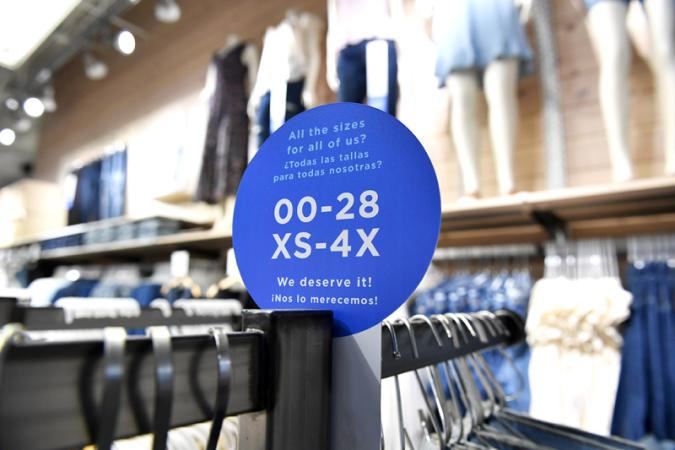 All the sizes
for all of us?
¿Todas las tallas
para todas nosotras?
00-28
XS-4X
We deserve it!
¡Nos lo merecemos!